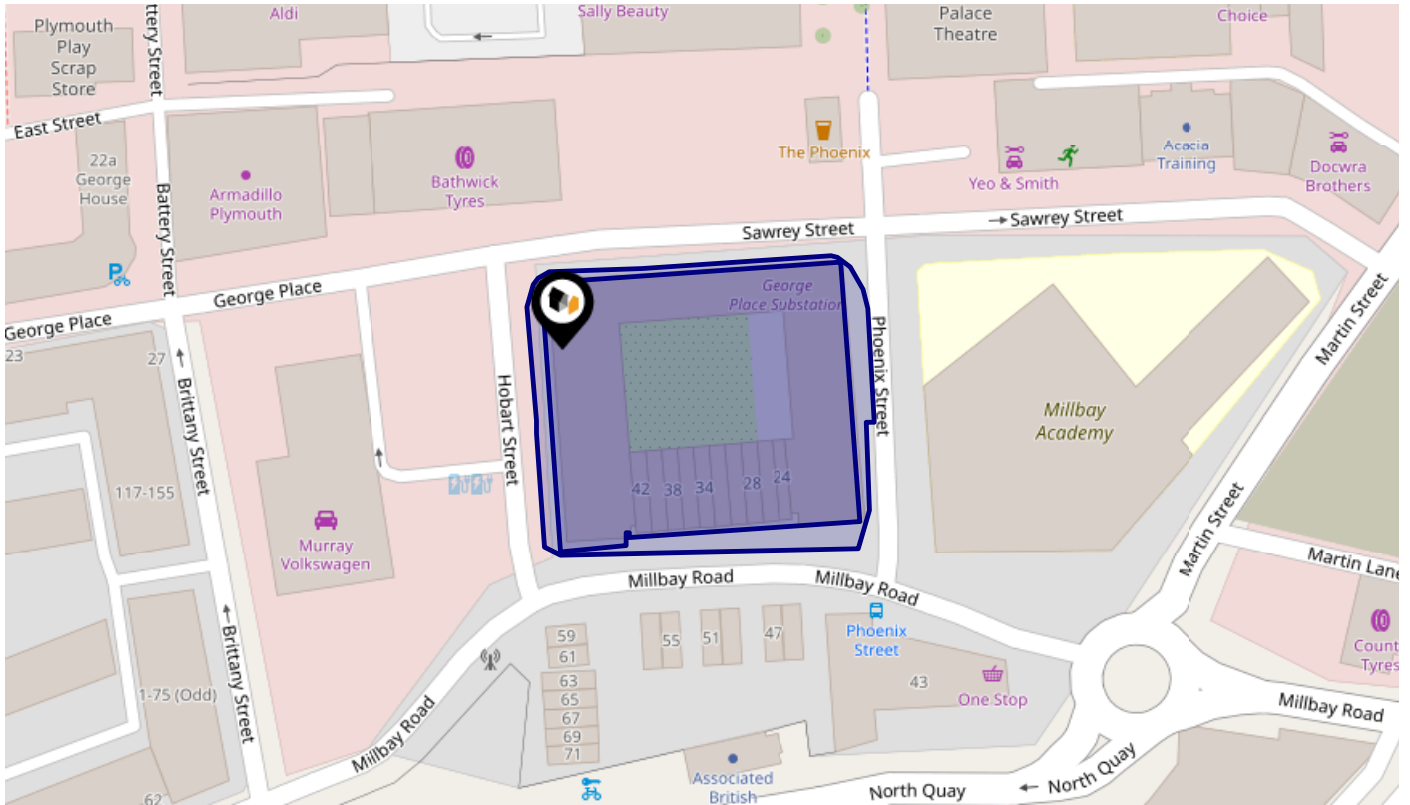 Plymouth
Play
Scrap
Store
Aldi
Sally Beauty
Palace
Theatre
Choice
ttery Street
East Street
22a
George
House
Battery Street
Armadillo
Plymouth
Bathwick
Tyres
The Phoenix
Yeo & Smith
Acacia
Training
Docwra
Brothers
Sawrey Street
Sawrey Street
P
George Place
George Place
George
Place Substation
23
27
Brittany Street
Hobart Street
Phoenix Street
Martin Street
Millbay
Academy
117-155
42
38
34
28
24
Murray
Volkswagen
Martin Street
Martin Lane
Millbay Road
Millbay Road
Phoenix
Street
59
61
63
65
67
69
71
55
51
47
43
One Stop
Count
Tyres
Brittany Street
1-75 (Odd)
Millbay Road
Millbay Road
Associated
British
North Quay
North Quay
62